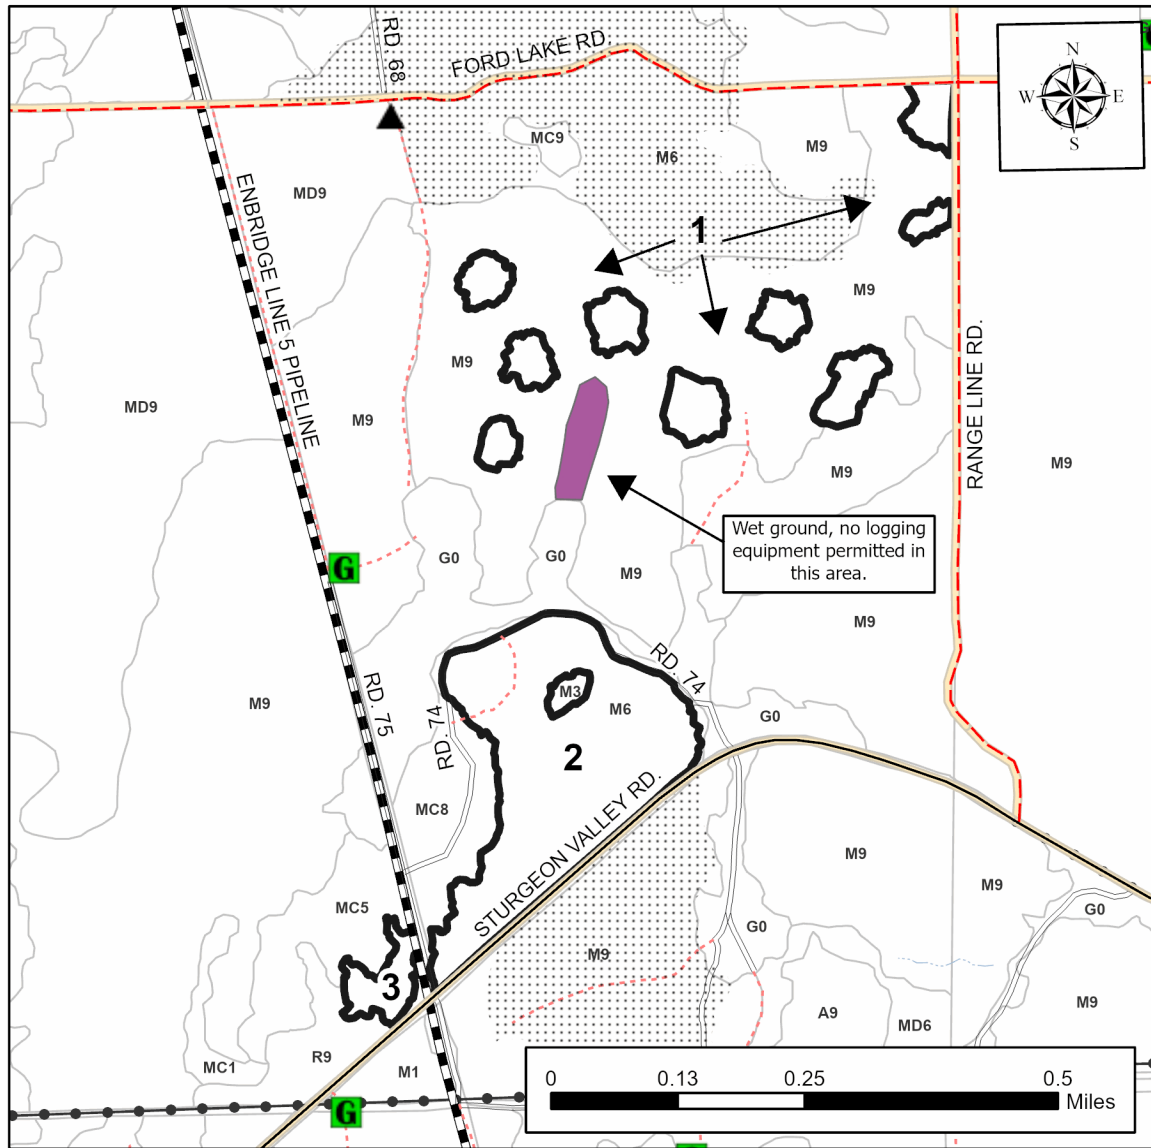 RD 68
FORD LAKE RD.
N
W
E
S
MC9
M6
M9
MD9
ENBRIDGE LINE 5 PIPELINE
1
M9
M9
RANGE LINE RD.
MD9
M9
M9
M9
Wet ground, no logging
equipment permitted in
this area.
G0
G0
M9
G
M9
RD. 74
M3
M6
M9
RD. 75
RD. 74
G0
2
STURGEON VALLEY RD.
MC8
M9
M9
MC5
G0
G0
M9
3
M9
A9
MD6
R9
MC1
M1
G
0
0.13
0.25
0.5
Miles